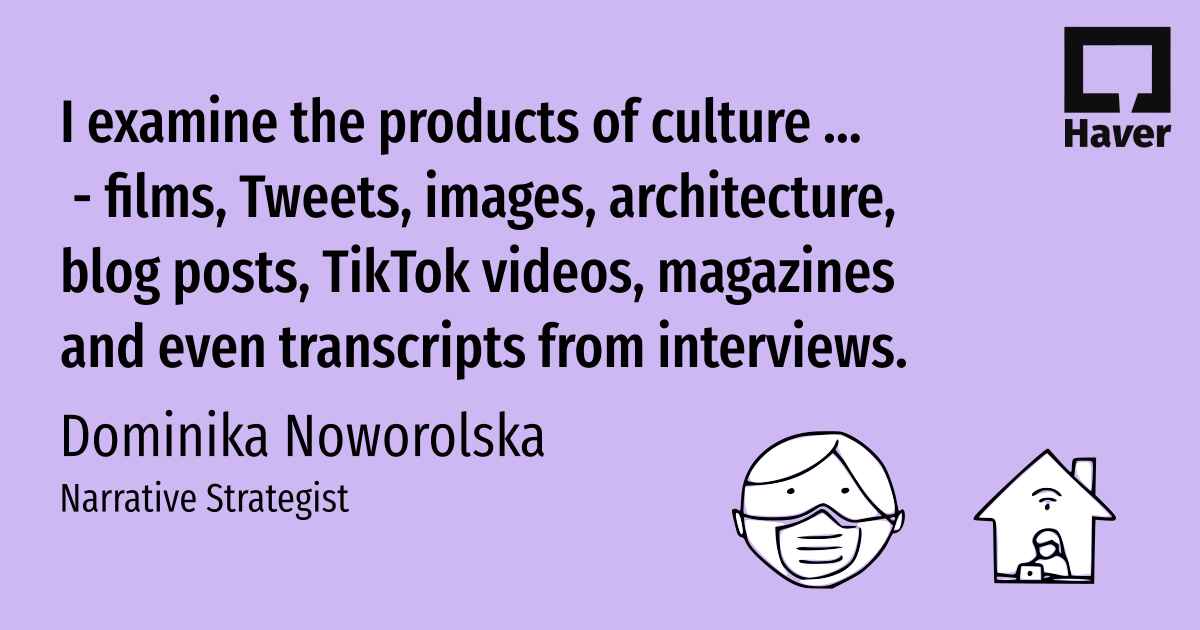 Haver
I examine the products of culture ...
- films, Tweets, images, architecture,
blog posts, TikTok videos, magazines
and even transcripts from interviews.
Dominika Noworolska
Narrative Strategist